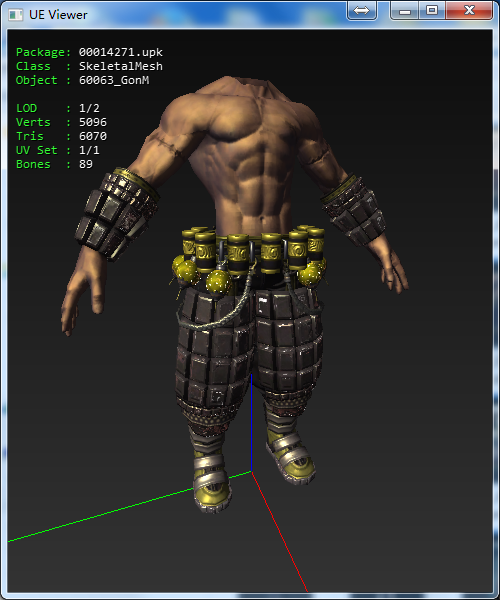 UE Viewer
Package: 00014271.upk
Class : SkeletalMesh
Object : 60063_GonM
LOD : 1/2
Verts : 5096
Tris : 6070
UV Set : 1/1
Bones : 89